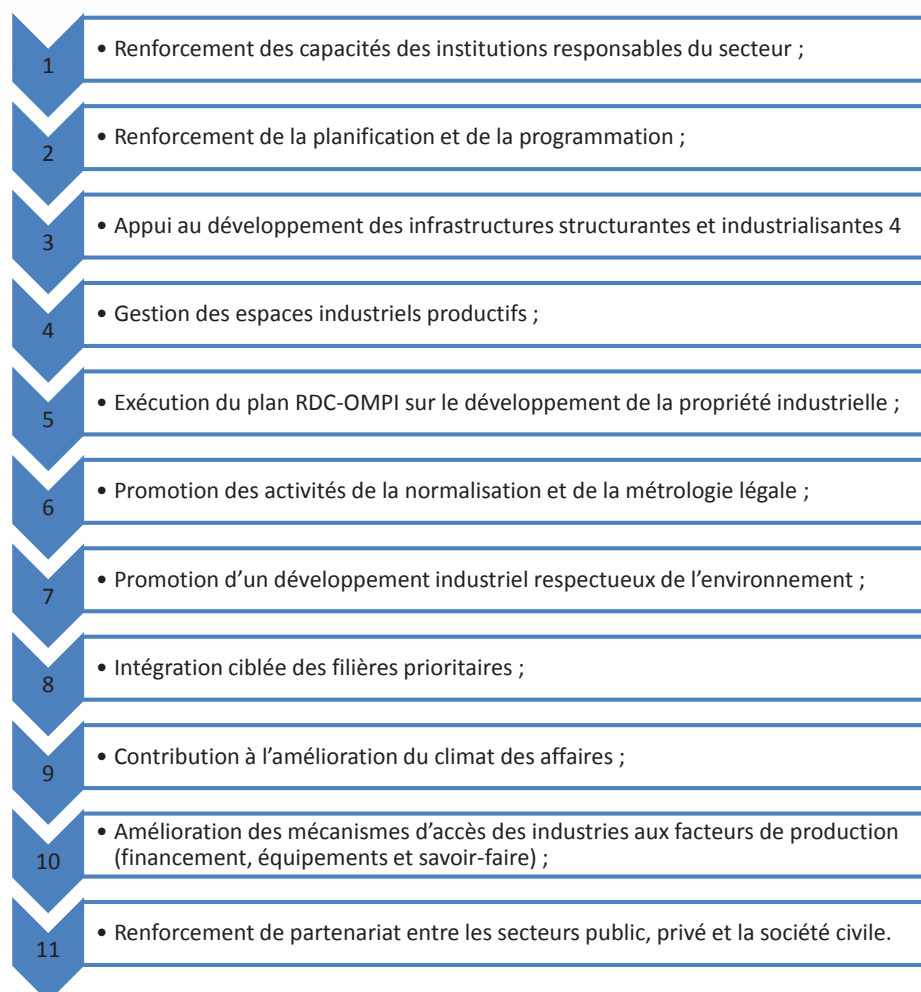 1
• Renforcement des capacités des institutions responsables du secteur ;
2
• Renforcement de la planification et de la programmation ;
3
• Appui au développement des infrastructures structurantes et industrialisantes 4
4
• Gestion des espaces industriels productifs ;
5
• Exécution du plan RDC-OMPI sur le développement de la propriété industrielle ;
6
• Promotion des activités de la normalisation et de la métrologie légale ;
7
• Promotion d’un développement industriel respectueux de l’environnement ;
8
• Intégration ciblée des filières prioritaires ;
9
• Contribution à l’amélioration du climat des affaires ;
10
• Amélioration des mécanismes d’accès des industries aux facteurs de production
(financement, équipements et savoir-faire) ;
11
• Renforcement de partenariat entre les secteurs public, privé et la société civile.